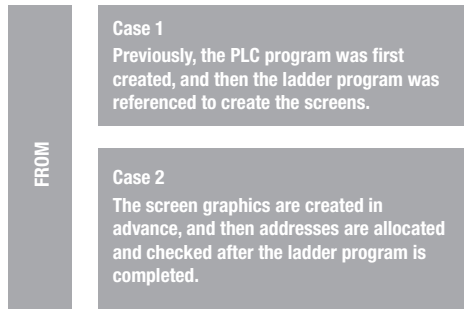 FROM
Case 1
Previously, the PLC program was first
created, and then the ladder program was
referenced to create the screens.
Case 2
The screen graphics are created in
advance, and then addresses are allocated
and checked after the ladder program is
completed.